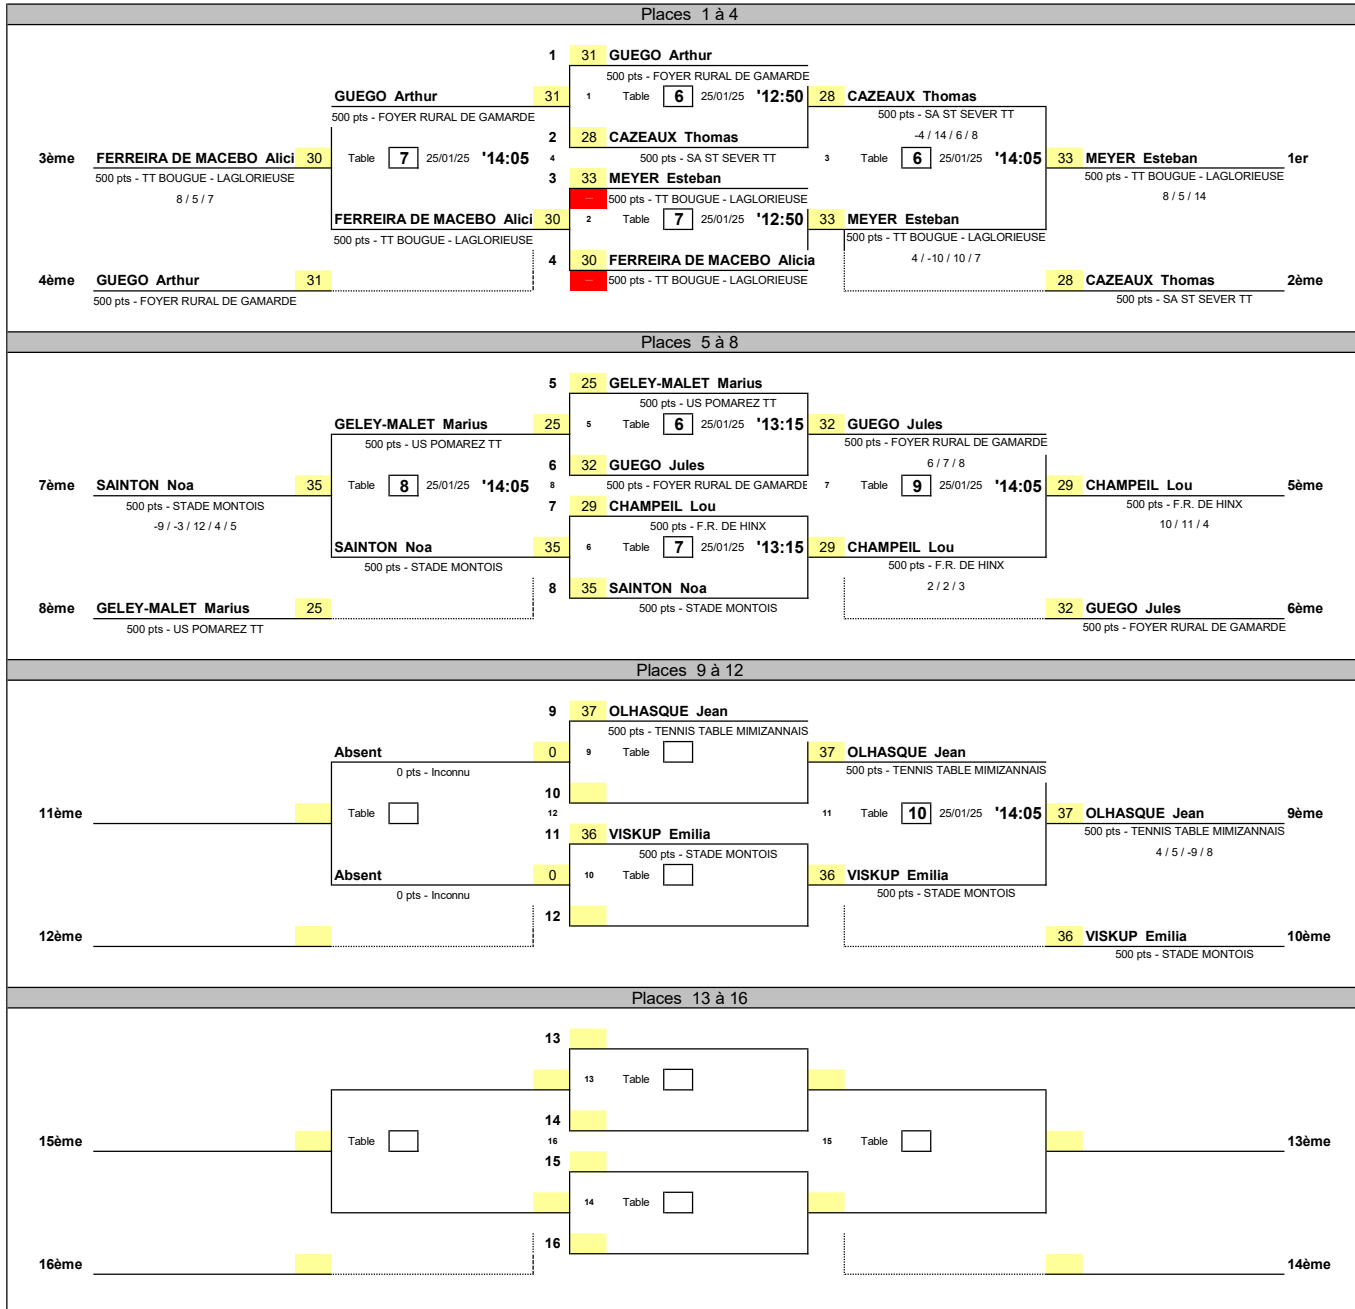 Places 1 à 4
1 31 GUEGO Arthur
500 pts - FOYER RURAL DE GAMARDE
GUEGO Arthur 31 1 Table 6 25/01/25 '12:50 28 CAZEAUX Thomas
500 pts - FOYER RURAL DE GAMARDE 500 pts - SA ST SEVER TT
2 28 CAZEAUX Thomas -4 / 14 / 6 / 8
3ème FERREIRA DE MACEBO Alici 30 Table 7 25/01/25 '14:05 4 500 pts - SA ST SEVER TT 3 Table 6 25/01/25 '14:05 33 MEYER Esteban 1er
500 pts - TT BOUGUE - LAGLORIEUSE 3 33 MEYER Esteban 500 pts - TT BOUGUE - LAGLORIEUSE
8 / 5 / 7 --- 500 pts - TT BOUGUE - LAGLORIEUSE 8 / 5 / 14
FERREIRA DE MACEBO Alici 30 2 Table 7 25/01/25 '12:50 33 MEYER Esteban
500 pts - TT BOUGUE - LAGLORIEUSE 500 pts - TT BOUGUE - LAGLORIEUSE
4 30 FERREIRA DE MACEBO Alicia 4 / -10 / 10 / 7
4ème GUEGO Arthur 31 --- 500 pts - TT BOUGUE - LAGLORIEUSE 28 CAZEAUX Thomas 2ème
500 pts - FOYER RURAL DE GAMARDE 500 pts - SA ST SEVER TT
Places 5 à 8
5 25 GELEY-MALET Marius
500 pts - US POMAREZ TT
GELEY-MALET Marius 25 5 Table 6 25/01/25 '13:15 32 GUEGO Jules
500 pts - US POMAREZ TT 500 pts - FOYER RURAL DE GAMARDE
6 32 GUEGO Jules 6 / 7 / 8
7ème SAINTON Noa 35 Table 8 25/01/25 '14:05 8 500 pts - FOYER RURAL DE GAMARDE 7 Table 9 25/01/25 '14:05 29 CHAMPEIL Lou 5ème
500 pts - STADE MONTOIS 7 29 CHAMPEIL Lou 500 pts - F.R. DE HINX
-9 / -3 / 12 / 4 / 5 500 pts - F.R. DE HINX 10 / 11 / 4
SAINTON Noa 35 6 Table 7 25/01/25 '13:15 29 CHAMPEIL Lou
500 pts - STADE MONTOIS 500 pts - F.R. DE HINX
8 35 SAINTON Noa 2 / 2 / 3
8ème GELEY-MALET Marius 25 500 pts - STADE MONTOIS 32 GUEGO Jules 6ème
500 pts - US POMAREZ TT 500 pts - FOYER RURAL DE GAMARDE
Places 9 à 12
9 37 OLHASQUE Jean
500 pts - TENNIS TABLE MIMIZANNAIS
Absent 0 9 Table 37 OLHASQUE Jean
0 pts - Inconnu 500 pts - TENNIS TABLE MIMIZANNAIS
10
11ème Table 12 11 Table 10 25/01/25 '14:05 37 OLHASQUE Jean 9ème
11 36 VISKUP Emilia 500 pts - TENNIS TABLE MIMIZANNAIS
500 pts - STADE MONTOIS 4 / 5 / -9 / 8
Absent 0 10 Table 36 VISKUP Emilia
0 pts - Inconnu 500 pts - STADE MONTOIS
12
12ème 36 VISKUP Emilia 10ème
500 pts - STADE MONTOIS
Places 13 à 16
13
13 Table
14
15ème Table 16 15 Table 13ème
15
14 Table
16
16ème 14ème